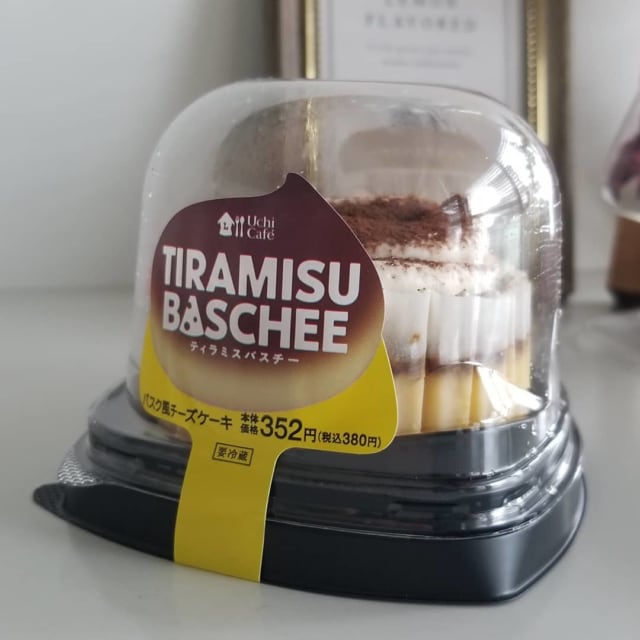 LEMON
FLAVORED
Uchi
Café
TIRAMISU
BASCHEE
ティラミスバスチー
バスク風チーズケーキ 本体価格352円(税込380円)
要冷蔵